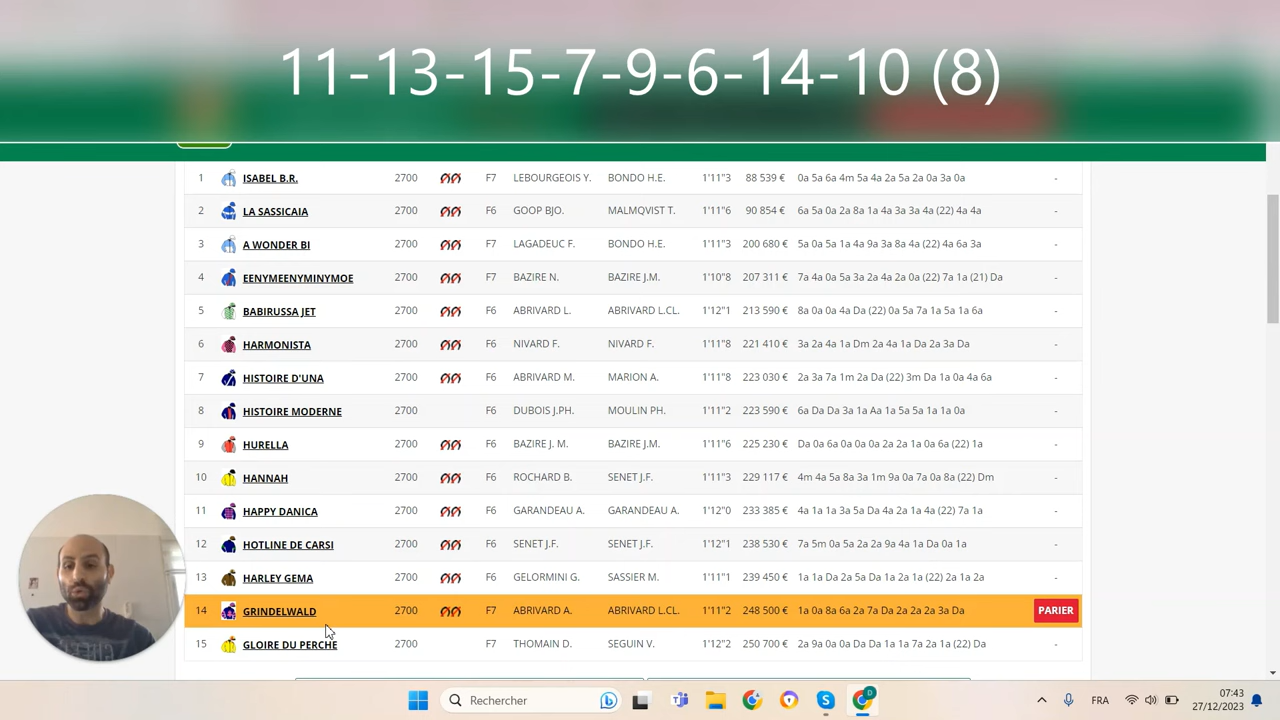 11-13-15-7-9-6-14-10 (8)
1 ISABEL B.R. 2700 F7 LEBOURGEOIS Y. BONDO H.E. 1'11"3 88 539 € 0a 5a 6a 4m 5a 4a 2a 5a 2a 0a 3a 0a -
2 LA SASSICAIA 2700 F6 GOOP BJO. MALMQVIST T. 1'11"6 90 854 € 6a 5a 0a 2a 8a 1a 4a 3a 3a 4a (22) 4a 4a -
3 A WONDER BI 2700 F7 LAGADEUC F. BONDO H.E. 1'11"3 200 680 € 5a 0a 5a 1a 4a 9a 3a 8a 4a (22) 4a 6a 3a -
4 EENYMEENYMINYMOE 2700 F7 BAZIRE N. BAZIRE J.M. 1'10"8 207 311 € 7a 4a 0a 5a 3a 2a 4a 2a 0a (22) 7a 1a (21) Da -
5 BABIRUSSA JET 2700 F6 ABRIVARD L. ABRIVARD L.CL. 1'12"1 213 590 € 8a 0a 0a 4a Da (22) 0a 5a 7a 1a 5a 1a 6a -
6 HARMONISTA 2700 F6 NIVARD F. NIVARD F. 1'11"8 221 410 € 3a 2a 4a 1a Dm 2a 4a 1a Da 2a 3a Da -
7 HISTOIRE D'UNA 2700 F6 ABRIVARD M. MARION A. 1'11"8 223 030 € 2a 3a 7a 1m 2a Da (22) 3m Da 1a 0a 4a 6a -
8 HISTOIRE MODERNE 2700 F6 DUBOIS J.PH. MOULIN PH. 1'11"2 223 590 € 6a Da Da 3a 1a Aa 1a 5a 5a 1a 1a 0a -
9 HURELLA 2700 F6 BAZIRE J. M. BAZIRE J.M. 1'11"6 225 230 € Da 0a 6a 0a 0a 0a 2a 2a 1a 0a 6a (22) 1a -
10 HANNAH 2700 F6 ROCHARD B. SENET J.F. 1'11"3 229 117 € 4m 4a 5a 8a 3a 1m 9a 0a 7a 0a 8a (22) Dm -
11 HAPPY DANICA 2700 F6 GARANDEAU A. GARANDEAU A. 1'12"0 233 385 € 4a 1a 1a 3a 5a Da 4a 2a 1a 4a (22) 7a 1a -
12 HOTLINE DE CARSI 2700 F6 SENET J.F. SENET J.F. 1'12"1 238 530 € 7a 5m 0a 5a 2a 2a 9a 4a 1a Da 0a 1a -
13 HARLEY GEMA 2700 F6 GELORMINI G. SASSIER M. 1'11"1 239 450 € 1a 1a Da 2a 5a Da 1a 2a 1a (22) 2a 1a 2a -
14 GRINDELWALD 2700 F7 ABRIVARD A. ABRIVARD L.CL. 1'11"2 248 500 € 1a 0a 8a 6a 2a 7a Da 2a 2a 2a 3a Da PARIER
15 GLOIRE DU PERCHE 2700 F7 THOMAIN D. SEGUIN V. 1'12"2 250 700 € 2a 9a 0a 0a Da Da 1a 1a 1a 7a (22) Da -
Rechercher FR 07:43
27/12/2023